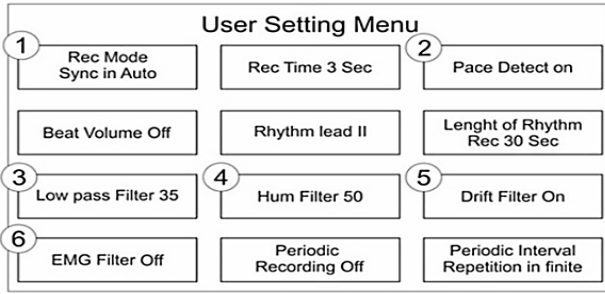 User Setting Menu
1
Rec Mode
Sync in Auto
Rec Time 3 Sec
2
Pace Detect on
Beat Volume Off
Rhythm lead II
Lenght of Rhythm
Rec 30 Sec
3
Low pass Filter 35
4
Hum Filter 50
5
Drift Filter On
6
EMG Filter Off
Periodic
Recording Off
Periodic Interval
Repetition in finite